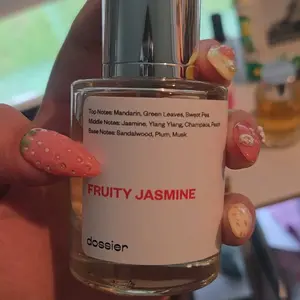 Top Notes: Mandarin, Green Leaves, Sweet Pea
Middle Notes: Jasmine, Ylang Ylang, Champaca, Peach
Base Notes: Sandalwood, Plum, Musk
FRUITY JASMINE
dossier